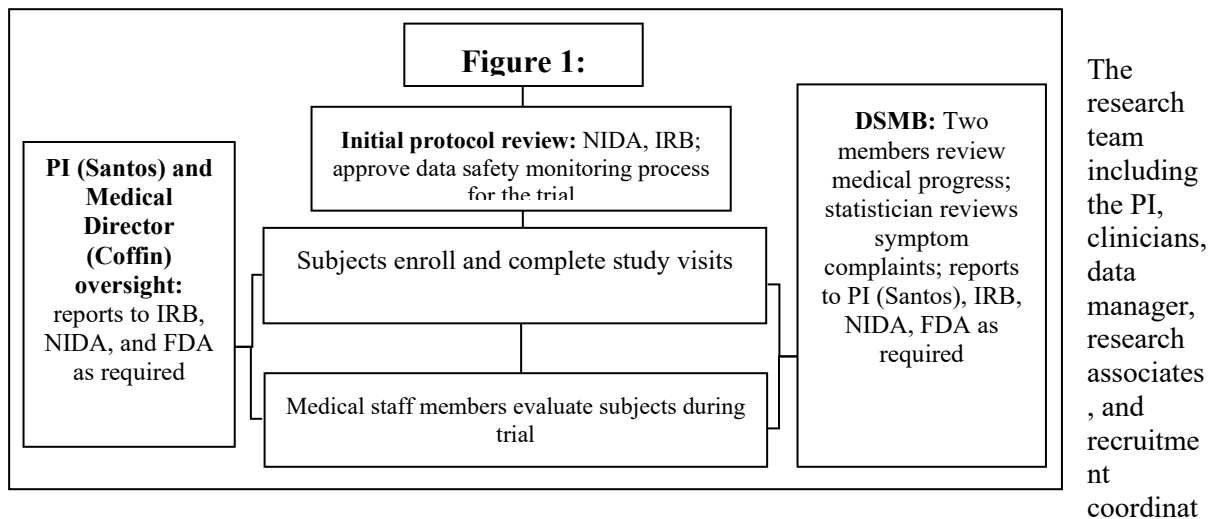 Figure 1:
Initial protocol review: NIDA, IRB;
approve data safety monitoring process
for the trial
PI (Santos) and
Medical
Director
(Coffin)
oversight:
reports to IRB,
NIDA, and FDA
as required
Subjects enroll and complete study visits
Medical staff members evaluate subjects during
trial
DSMB: Two
members review
medical progress;
statistician reviews
symptom
complaints; reports
to PI (Santos), IRB,
NIDA, FDA as
required
The
research
team
including
the PI,
clinicians,
data
manager,
research
associates
, and
recruitme
nt
coordinat